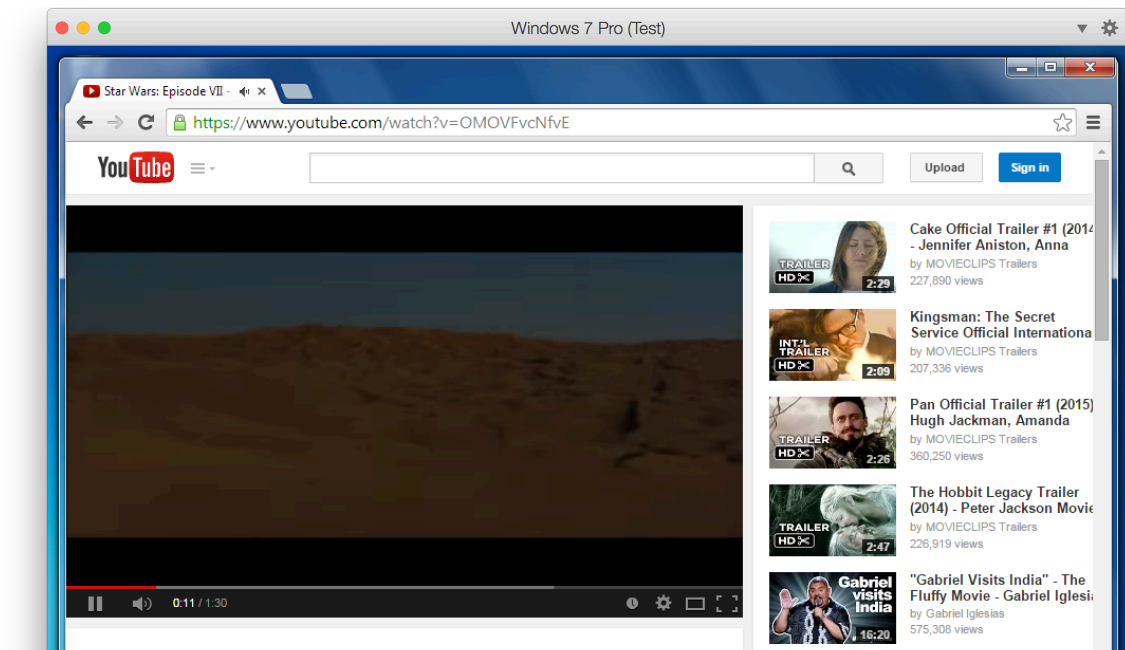 Windows 7 Pro (Test)
Star Wars: Episode VII -
https://www.youtube.com/watch?v=OMOVFvcNfvE
YouTube
Upload
Sign in
TRAILER
HD
2:29
Cake Official Trailer #1 (2014
- Jennifer Aniston, Anna
by MOVIECLIPS Trailers
227,890 views
INT'L
TRAILER
HD
2:09
Kingsman: The Secret
Service Official Internationa
by MOVIECLIPS Trailers
207,336 views
TRAILER
HD
2:26
Pan Official Trailer #1 (2015)
Hugh Jackman, Amanda
by MOVIECLIPS Trailers
360,250 views
TRAILER
HD
2:47
The Hobbit Legacy Trailer
(2014) - Peter Jackson Movie
by MOVIECLIPS Trailers
226,919 views
Gabriel
visits
India
16:20
"Gabriel Visits India" - The
Fluffy Movie - Gabriel Iglesia
by Gabriel Iglesias
575,308 views
0:11 / 1:30